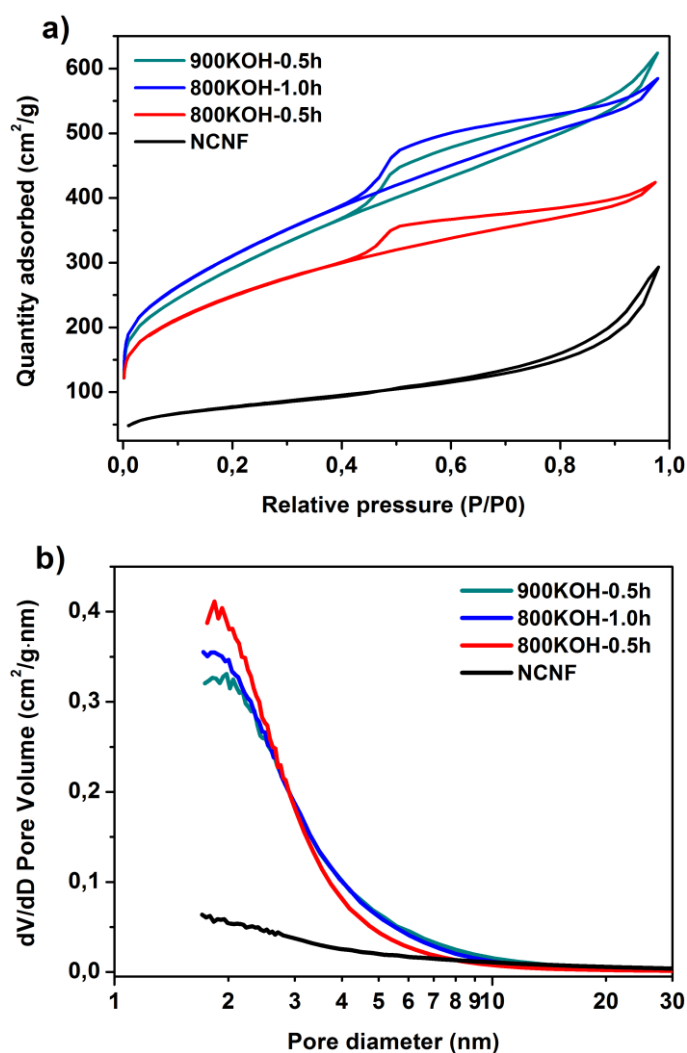 a)
900KOH-0.5h
800KOH-1.0h
800KOH-0.5h
NCNF
Quantity adsorbed (cm²/g)
600
500
400
300
200
100
0,0 0,2 0,4 0,6 0,8 1,0
Relative pressure (P/P0)
b)
900KOH-0.5h
800KOH-1.0h
800KOH-0.5h
NCNF
dV/dD Pore Volume (cm²/g·nm)
0,4
0,3
0,2
0,1
0,0
1 2 3 4 5 6 7 8 9 10 20 30
Pore diameter (nm)